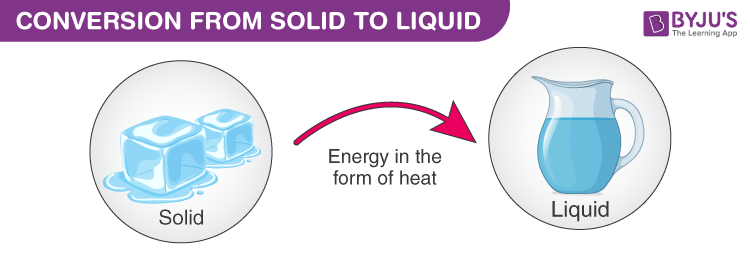 CONVERSION FROM SOLID TO LIQUID
B BYJU'S
The Learning App
Energy in the
form of heat
Solid
Liquid